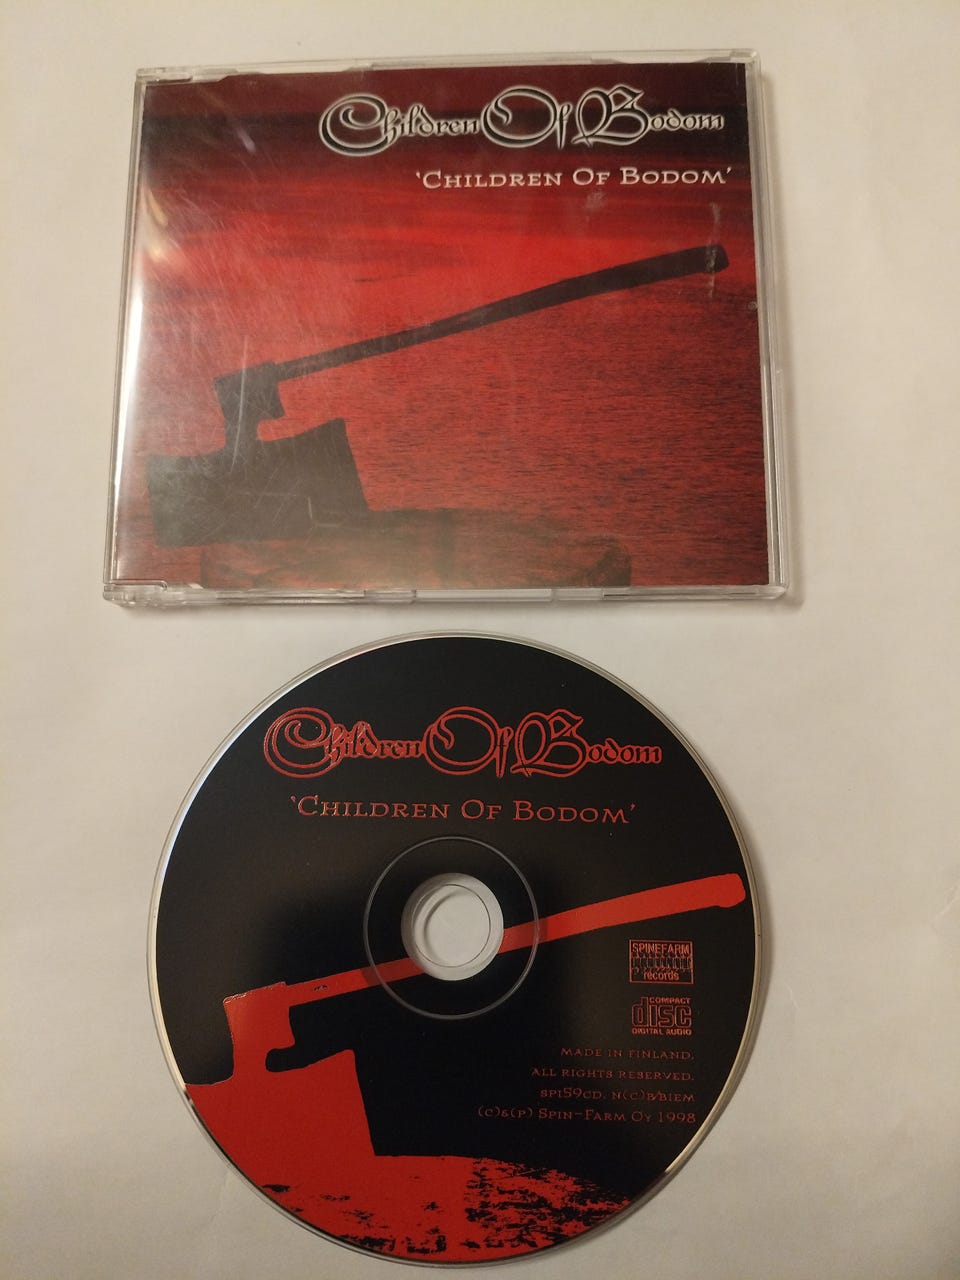 Children Of Bodom
'Children Of Bodom'
Children Of Bodom
'Children Of Bodom'
SPINEFARM
records
COMPACT
disc
DIGITAL AUDIO
MADE IN FINLAND.
ALL RIGHTS RESERVED.
SPI59CD. N(C)B/BIEM
(C)&(P) Spin-Farm Oy 1998